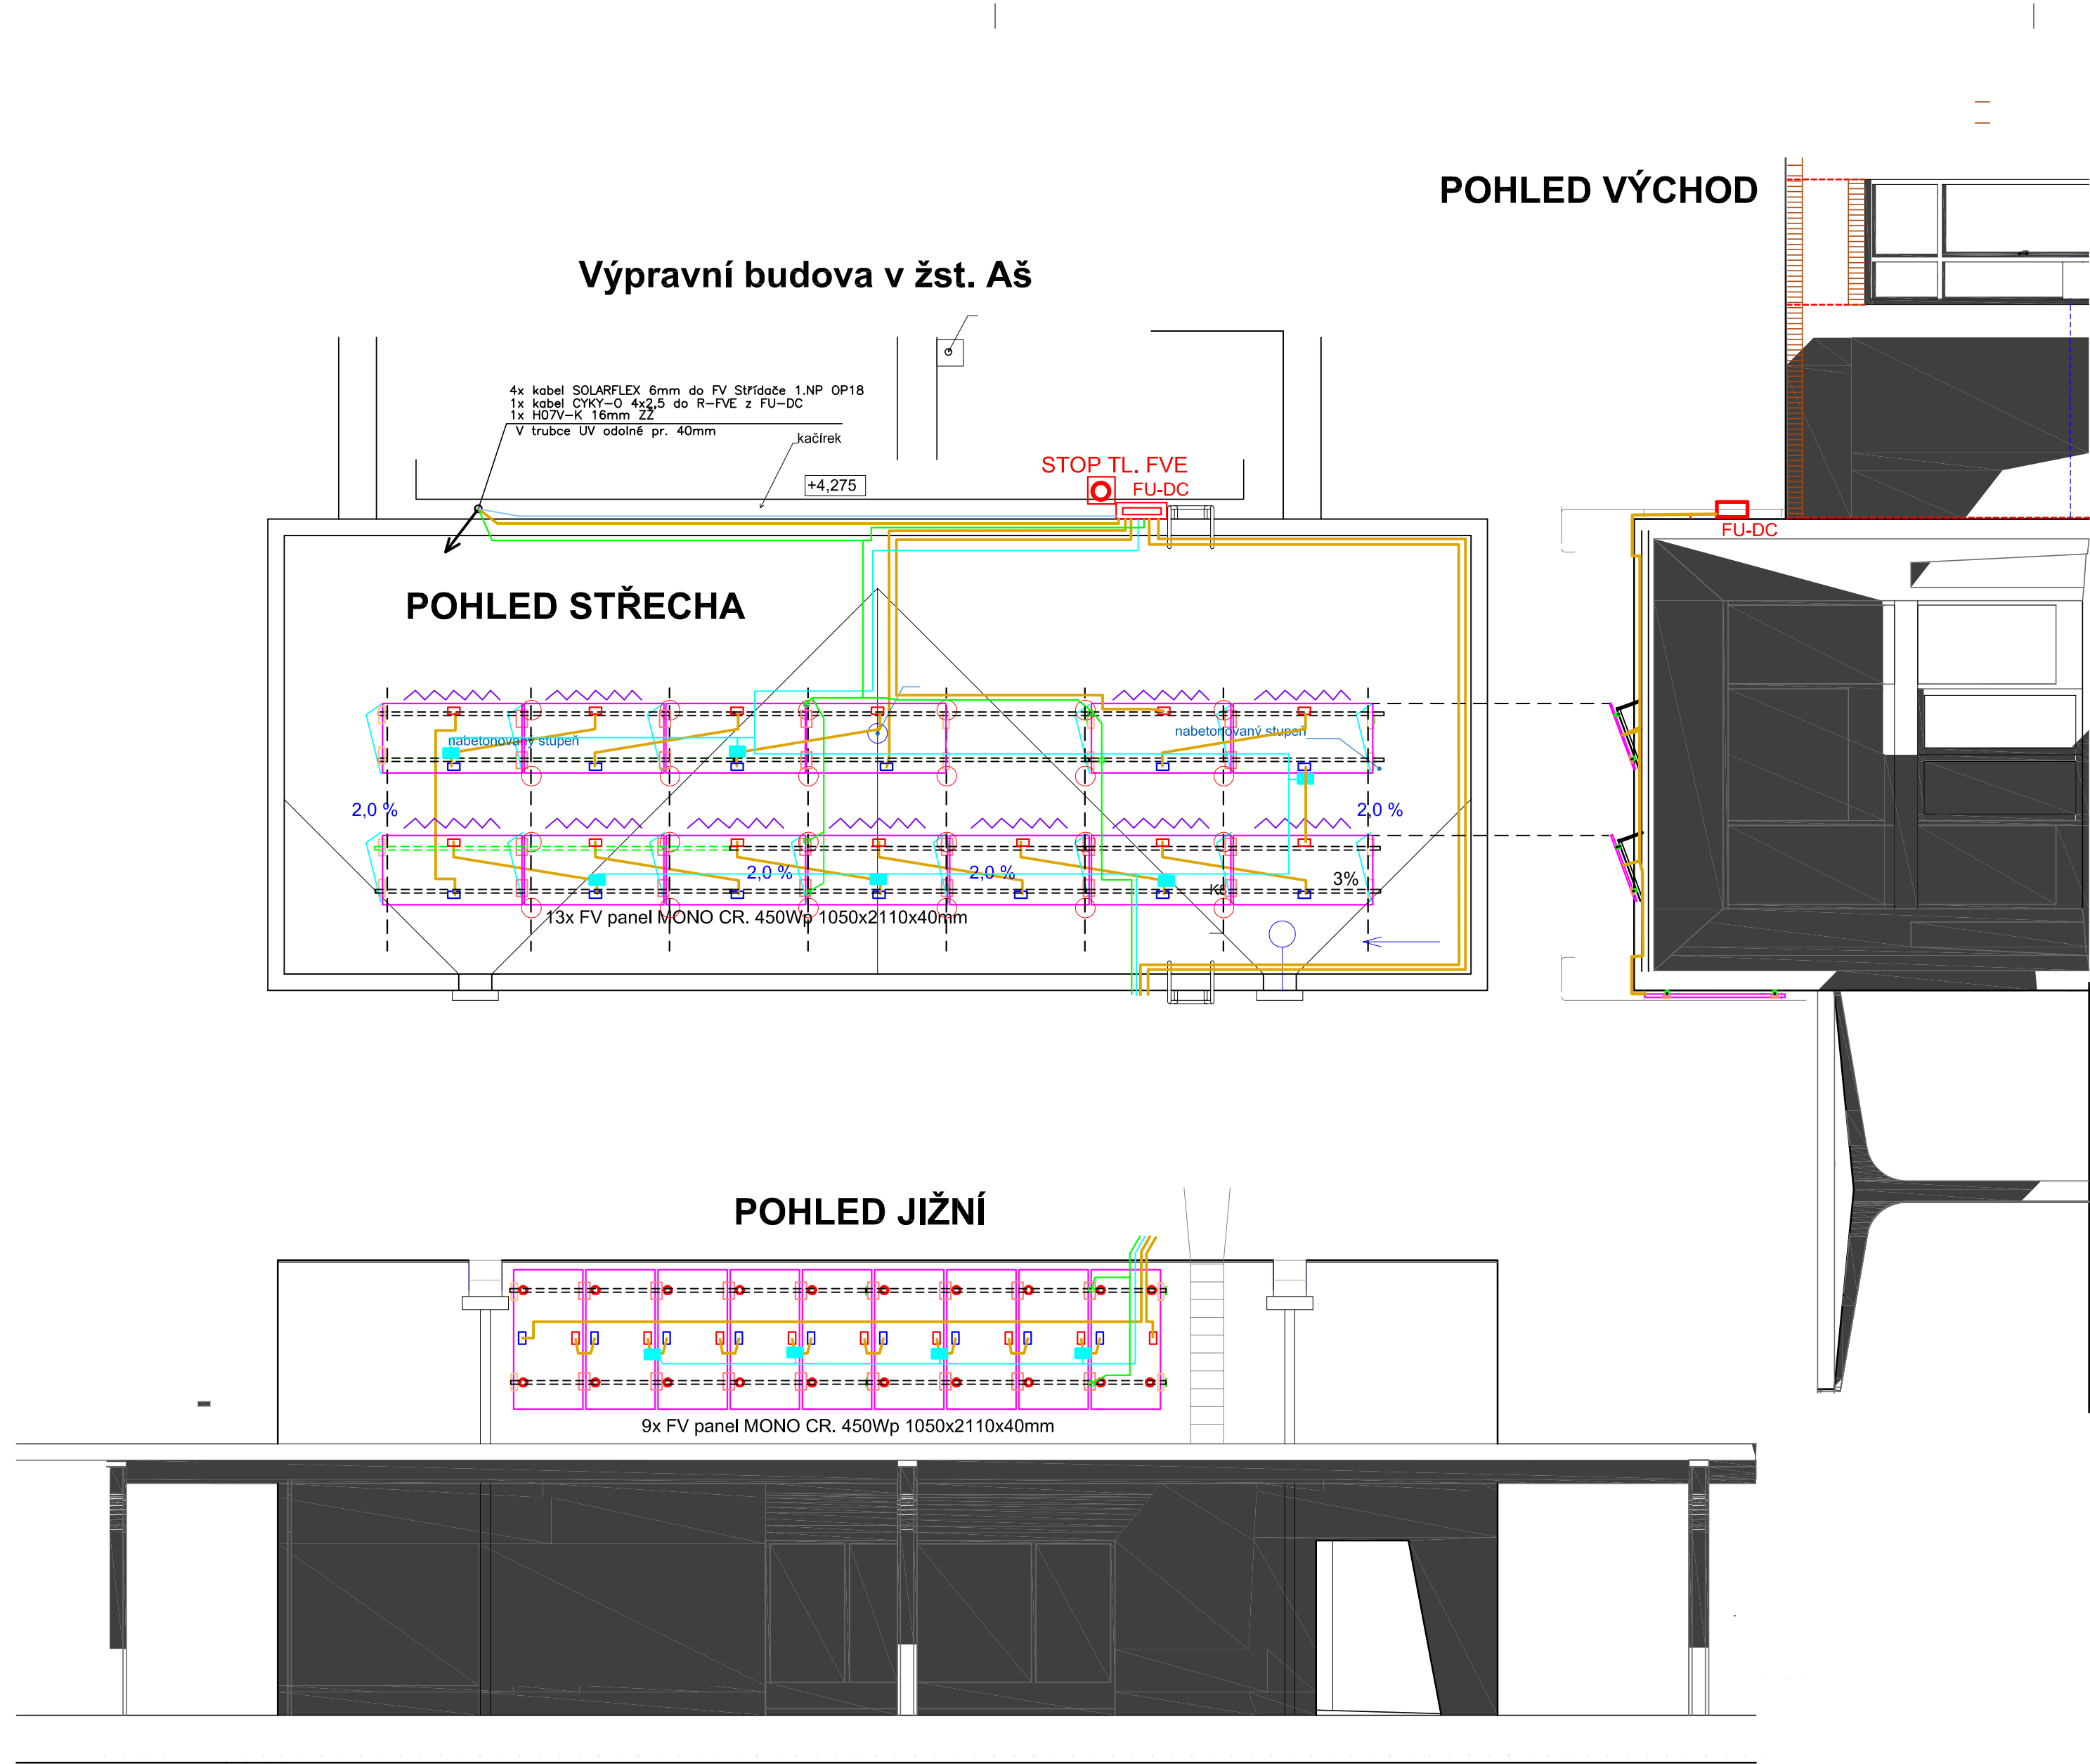 POHLED VÝCHOD
Výpravní budova v žst. Aš
4x kabel SOLARFLEX 6mm do FV Střídače 1.NP OP18
1x kabel CYKY-O 4x2,5 do R-FVE z FU-DC
1x H07V-K 16mm ZŽ
V trubce UV odolné pr. 40mm
kačírek
STOP TL. FVE
+4,275
FU-DC
FU-DC
POHLED STŘECHA
nabetonovaný stupeň
nabetonovaný stupeň
2,0 %
2,0 %
2,0 %
2,0 %
3%
13x FV panel MONO CR. 450Wp 1050x2110x40mm
POHLED JIŽNÍ
9x FV panel MONO CR. 450Wp 1050x2110x40mm